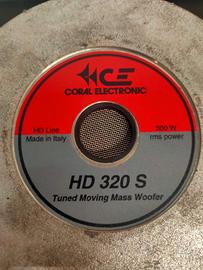 CE
CORAL ELECTRONIC
HD Line
Made in Italy
300 W
rms power
HD 320 S
Tuned Moving Mass Woofer